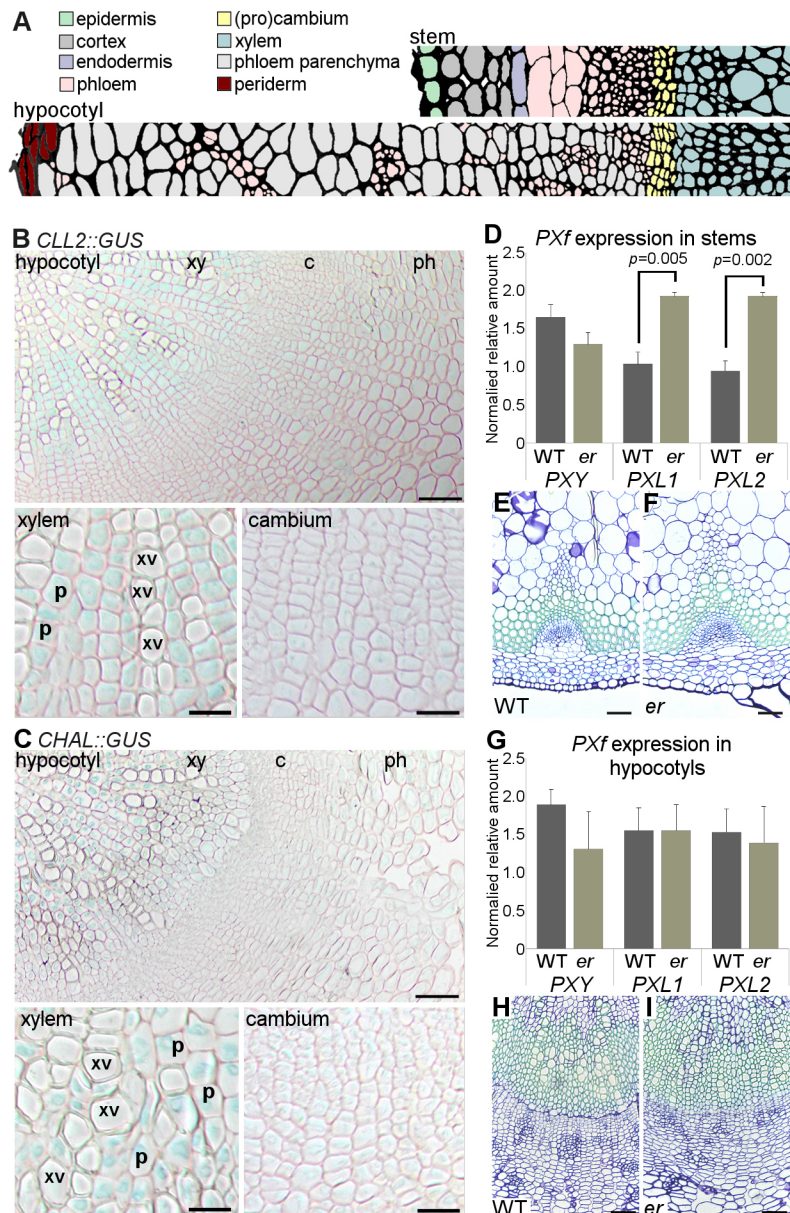 A
epidermis
cortex
endodermis
phloem
(pro)cambium
xylem
phloem parenchyma
periderm
stem
hypocotyl
B CLL2::GUS
hypocotyl xy c ph
xylem
xv
xv
xv
p
p
cambium
C CHAL::GUS
hypocotyl xy c ph
xylem
xv
xv
xv
p
p
p
cambium
D PXf expression in stems
Normalied relative amount
2.5
2.0
1.5
1.0
0.5
0
p=0.005
p=0.002
WT er WT er WT er
PXY PXL1 PXL2
E
F
WT
er
G PXf expression in
hypocotyls
Normalied relative amount
2.0
1.5
1.0
0.5
0
WT er WT er WT er
PXY PXL1 PXL2
H
I
WT
er